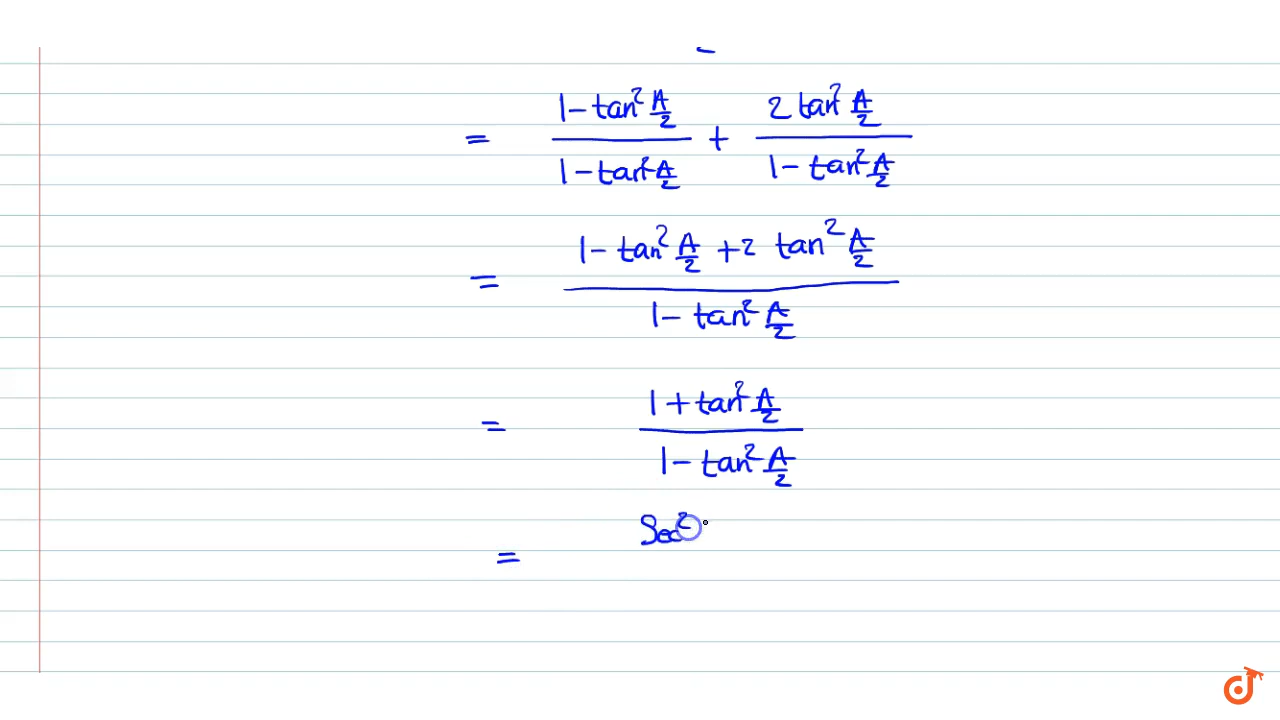 = (1 - tan² A/2)/(1 - tan² A/2) + (2 tan² A/2)/(1 - tan² A/2)
= (1 - tan² A/2 + 2 tan² A/2)/(1 - tan² A/2)
= (1 + tan² A/2)/(1 - tan² A/2)
= Sec²